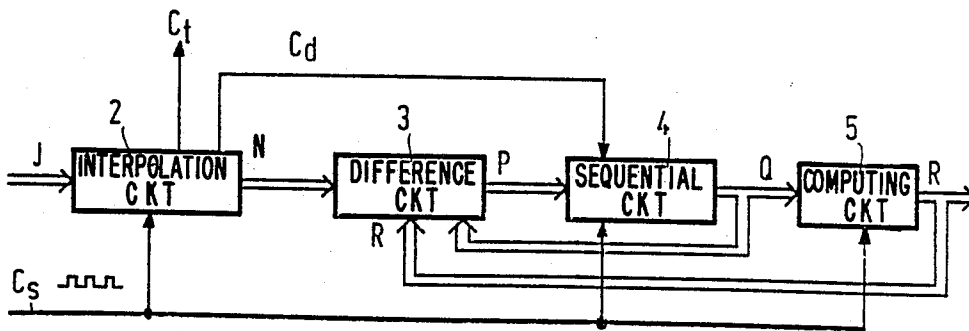 Ct
Cd
2
3
4
5
J
INTERPOLATION
CKT
N
DIFFERENCE
CKT
P
SEQUENTIAL
CKT
Q
COMPUTING
CKT
R
R
Cs